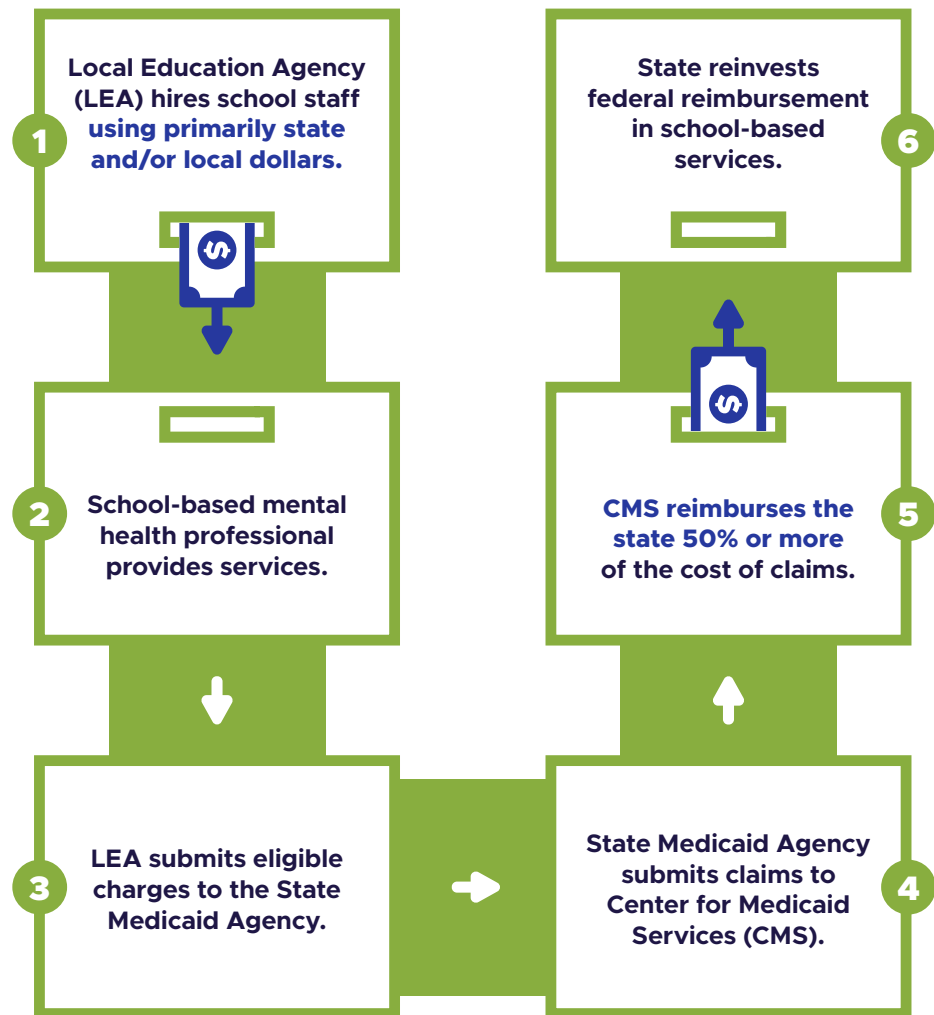 1
Local Education Agency
(LEA) hires school staff
using primarily state
and/or local dollars.
$
2
School-based mental
health professional
provides services.
3
LEA submits eligible
charges to the State
Medicaid Agency.
4
State Medicaid Agency
submits claims to
Center for Medicaid
Services (CMS).
5
CMS reimburses the
state 50% or more
of the cost of claims.
$
6
State reinvests
federal reimbursement
in school-based
services.